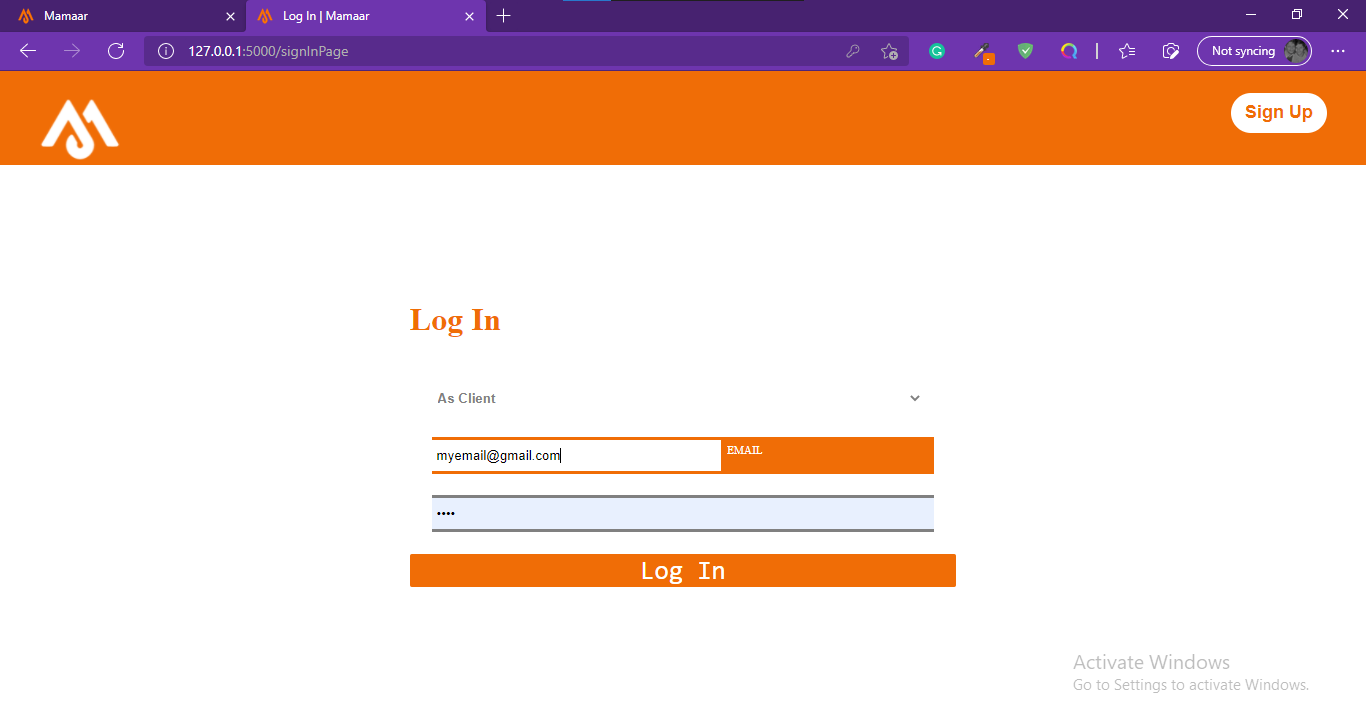 Mamaar
Log In | Mamaar
127.0.0.1:5000/signInPage
Not syncing
Sign Up
Log In
As Client
myemail@gmail.com
EMAIL
••••
Log In
Activate Windows
Go to Settings to activate Windows.